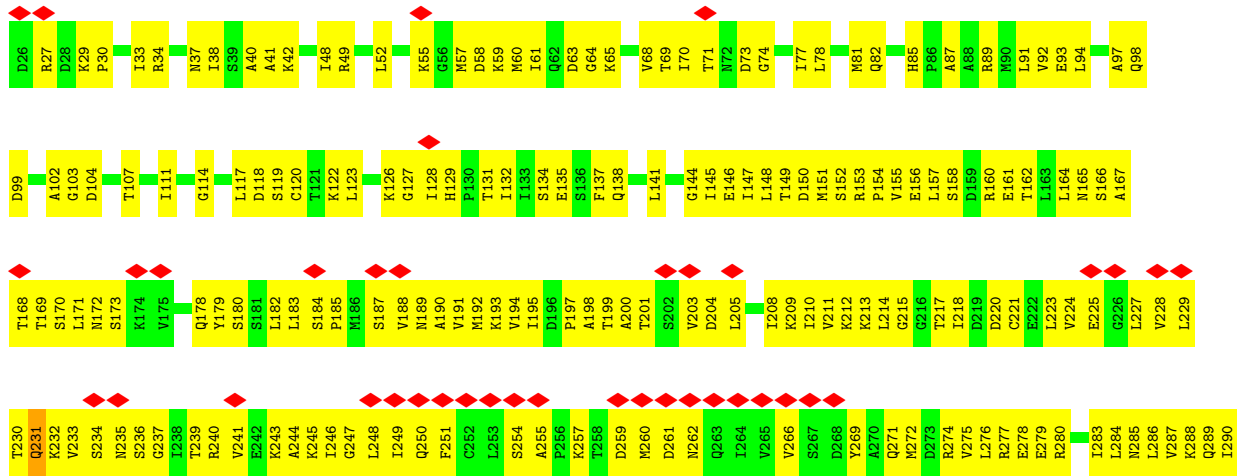 D26 R27 D28 K29 P30 I33 R34 N37 I38 S39 A40 A41 K42 I48 R49 L52 K55 G56 M57 D58 K59 M60 I61 Q62 D63 G64 K65 V68 T69 I70 T71 N72 D73 G74 I77 L78 M81 Q82 H85 P86 A87 A88 R89 M90 L91 V92 E93 L94 A97 Q98
D99 A102 G103 D104 T107 I111 G114 L117 D118 S119 C120 T121 K122 L123 K126 G127 I128 H129 P130 T131 I132 I133 S134 E135 S136 F137 Q138 L141 G144 I145 E146 I147 L148 T149 D150 M151 S152 R153 P154 V155 E156 L157 S158 D159 R160 E161 T162 L163 L164 N165 S166 A167
T168 T169 S170 L171 N172 S173 K174 V175 Q178 Y179 S180 S181 L182 L183 S184 P185 M186 S187 V188 N189 A190 V191 M192 K193 V194 I195 D196 P197 A198 T199 A200 T201 S202 V203 D204 L205 I208 K209 I210 V211 K212 K213 L214 G215 G216 T217 I218 D219 D220 C221 E222 L223 V224 E225 G226 L227 V228 L229
T230 Q231 K232 V233 S234 N235 S236 G237 I238 T239 R240 V241 E242 K243 A244 K245 I246 G247 L248 I249 Q250 F251 C252 L253 S254 A255 P256 K257 T258 D259 M260 D261 N262 Q263 I264 V265 V266 S267 D268 Y269 A270 Q271 M272 D273 R274 V275 L276 R277 E278 E279 R280 I283 L284 N285 L286 V287 K288 Q289 I290